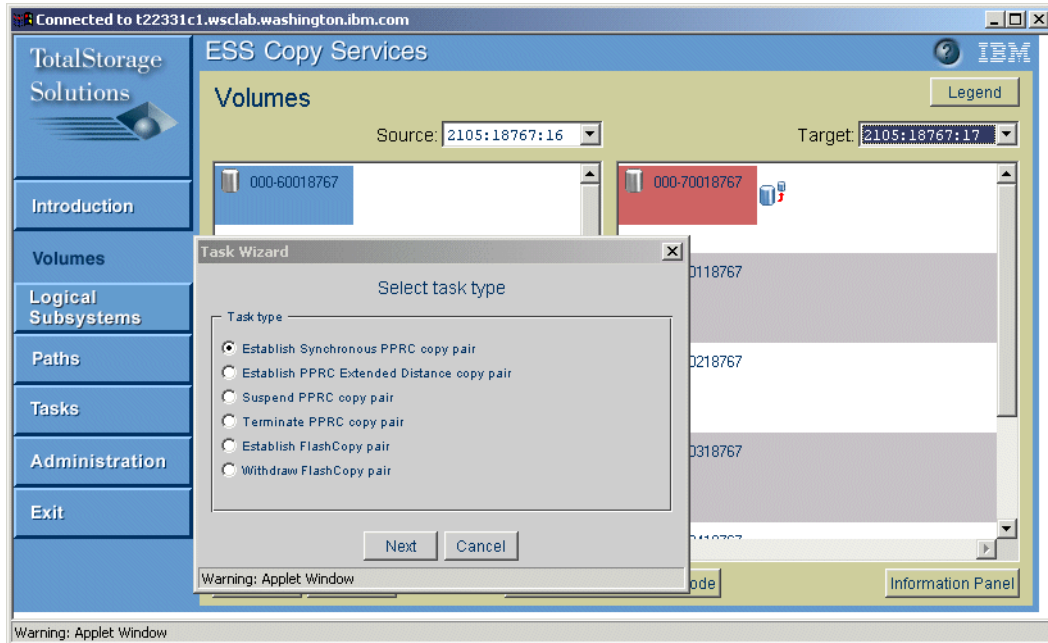 Connected to t22331c1.wsclab.washington.ibm.com
TotalStorage
Solutions
ESS Copy Services
IBM
Volumes
Legend
Source: 2105:18767:16
Target: 2105:18767:17
000-60018767
000-70018767
Introduction
Volumes
Logical
Subsystems
Paths
Tasks
Administration
Exit
Task Wizard
Select task type
Task type
Establish Synchronous PPRC copy pair
Establish PPRC Extended Distance copy pair
Suspend PPRC copy pair
Terminate PPRC copy pair
Establish FlashCopy pair
Withdraw FlashCopy pair
Next
Cancel
Warning: Applet Window
0118767
0218767
0318767
ode
Information Panel
Warning: Applet Window